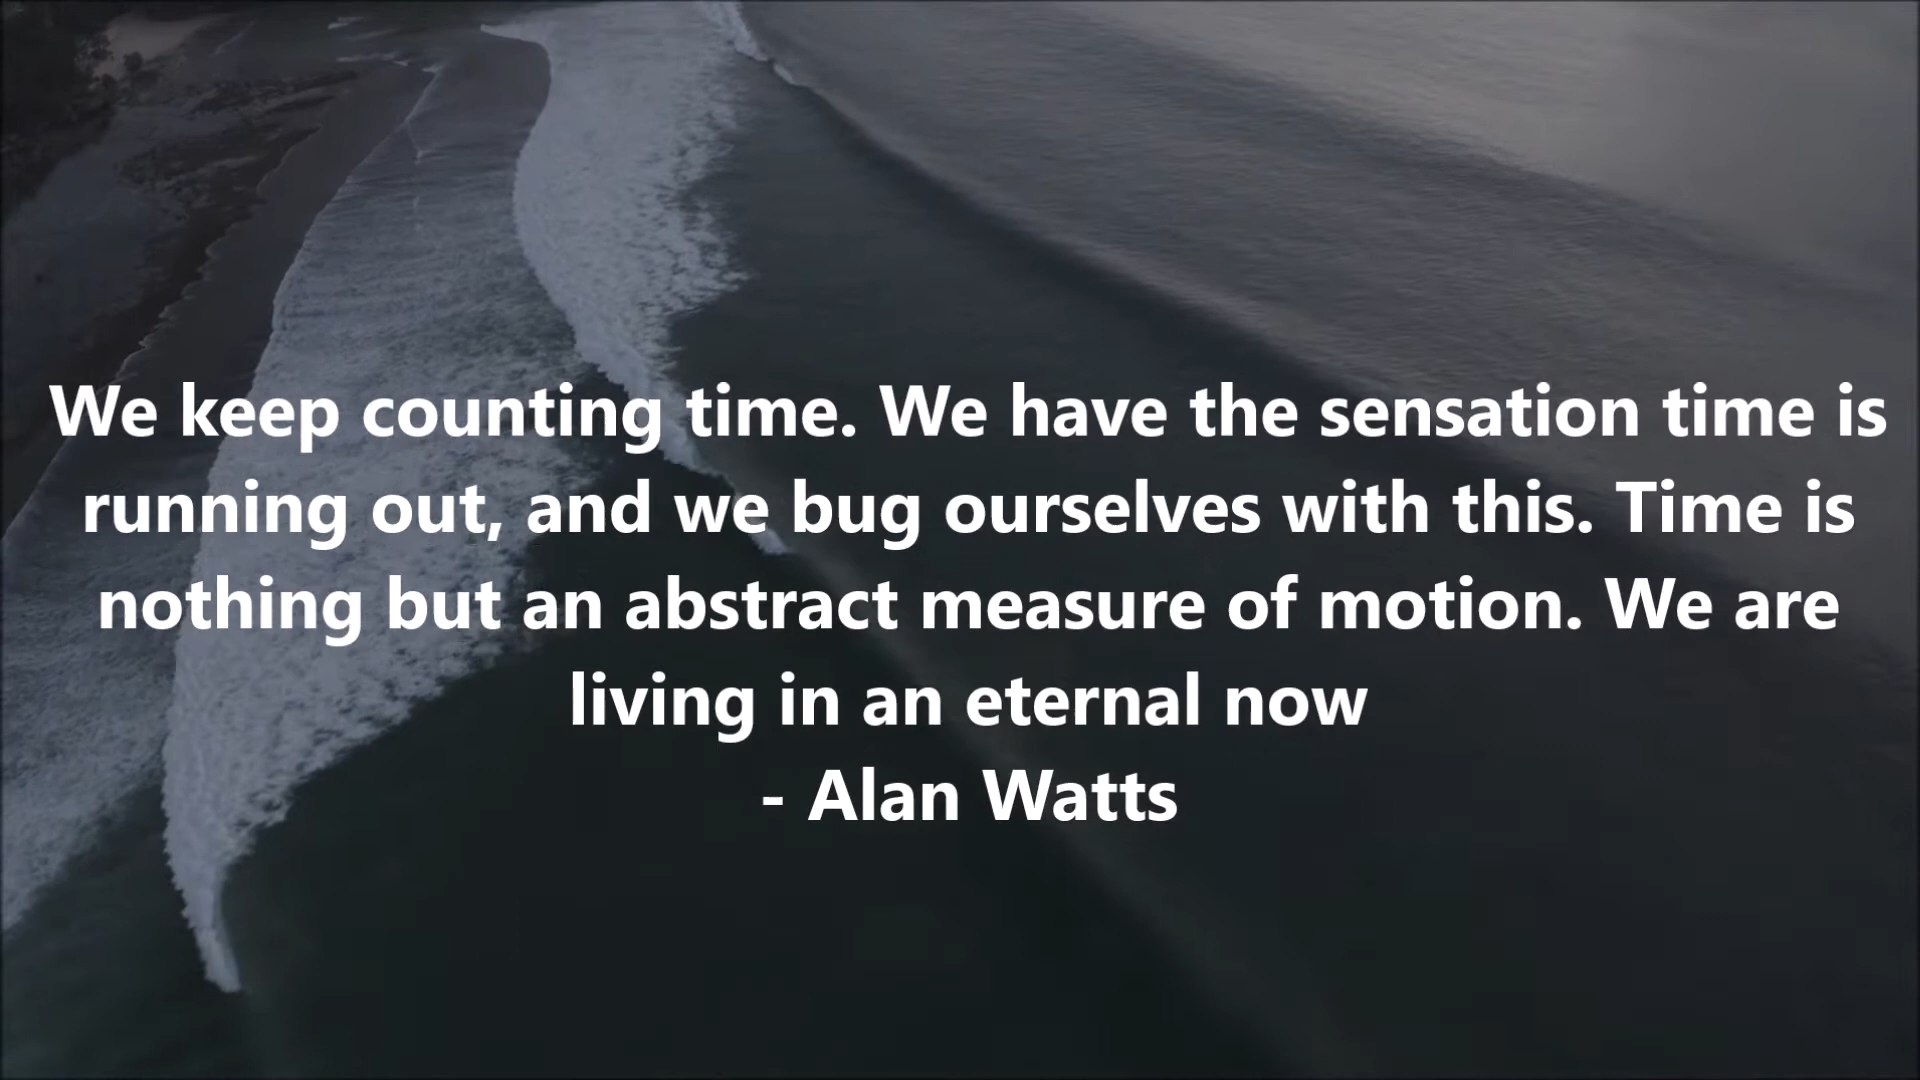 We keep counting time. We have the sensation time is
running out, and we bug ourselves with this. Time is
nothing but an abstract measure of motion. We are
living in an eternal now
- Alan Watts